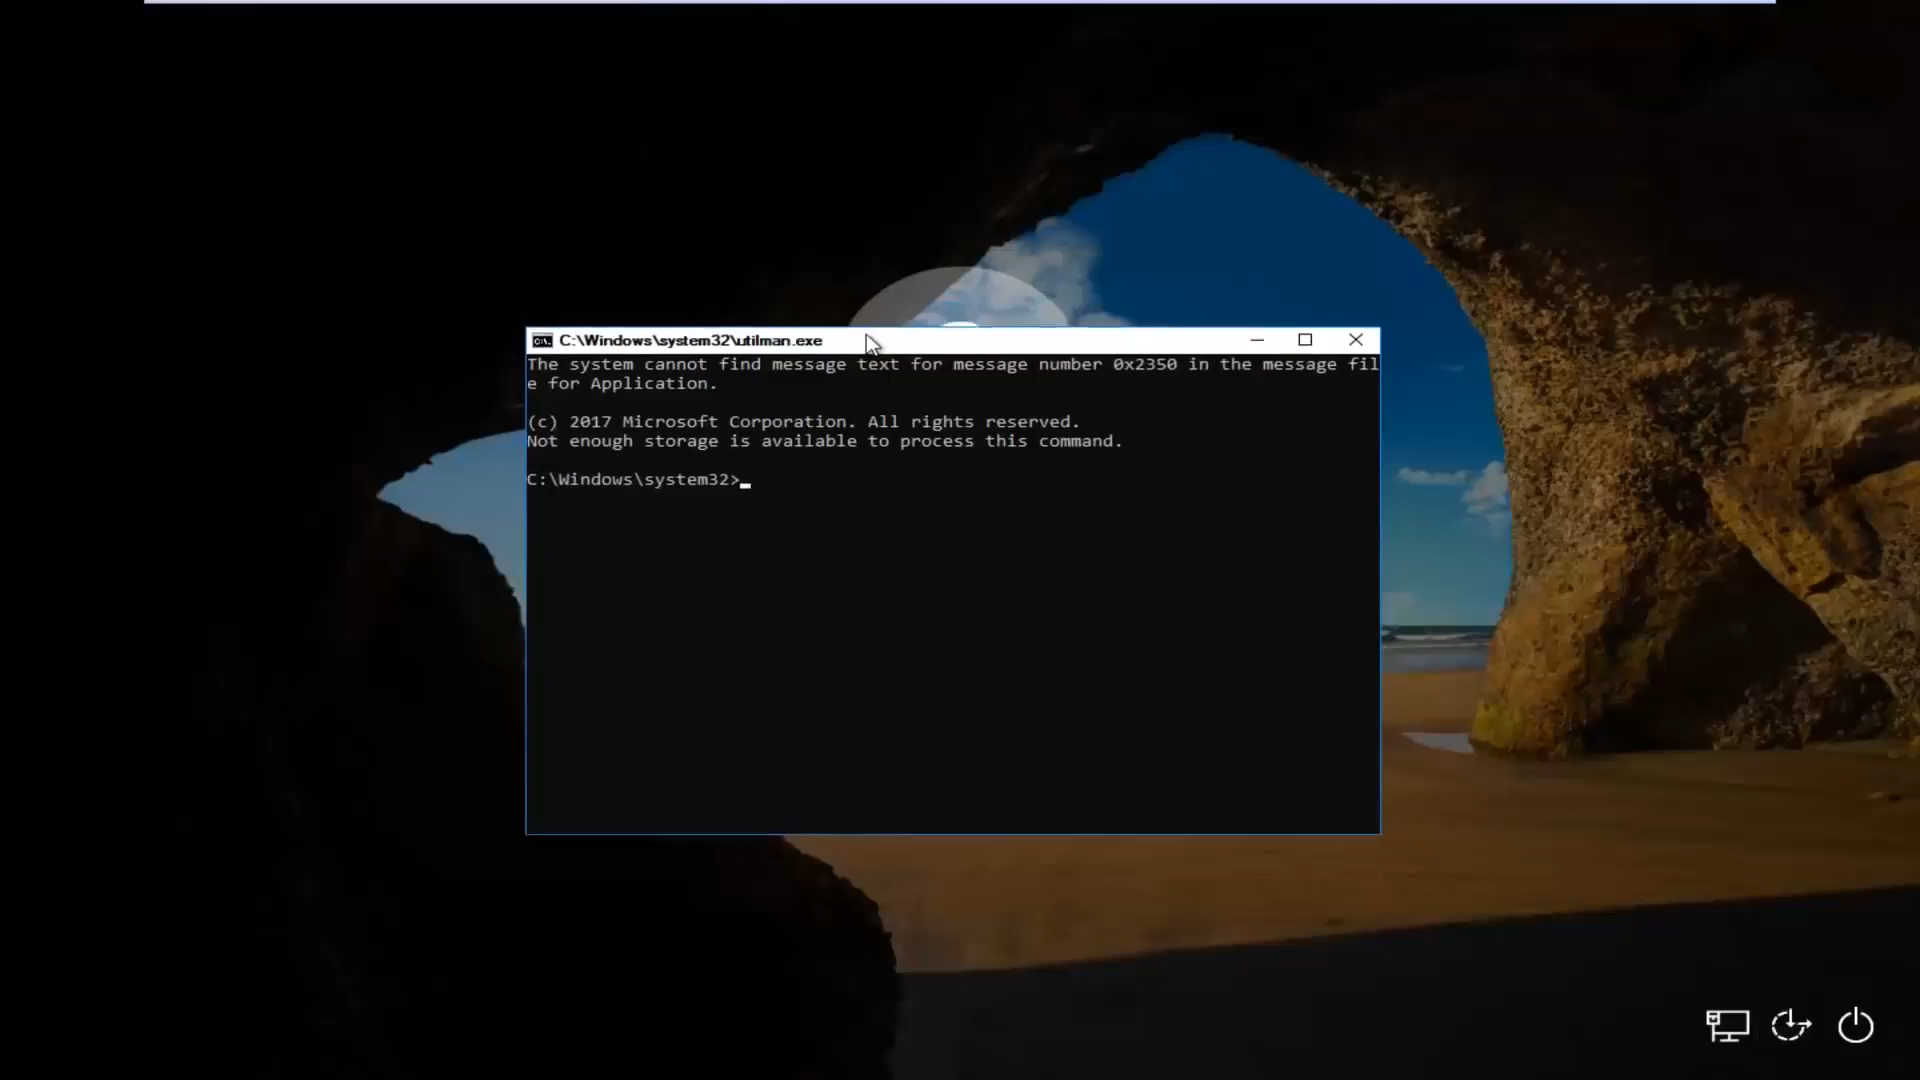 C:\Windows\system32\utilman.exe
The system cannot find message text for message number 0x2350 in the message fil
e for Application.
(c) 2017 Microsoft Corporation. All rights reserved.
Not enough storage is available to process this command.
C:\Windows\system32>